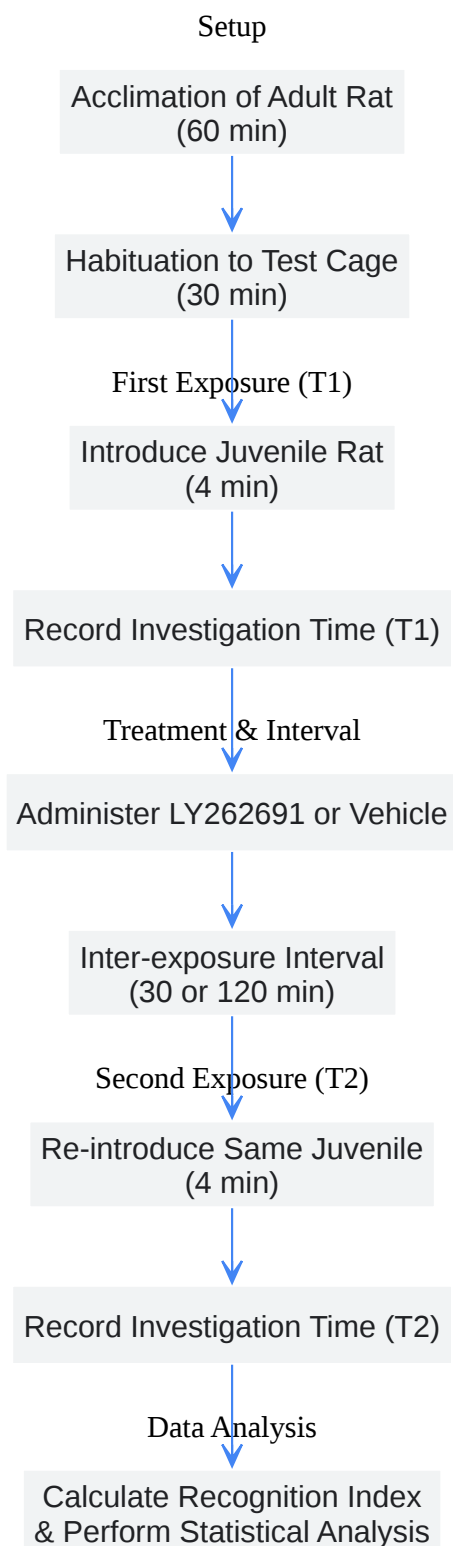 Setup
Acclimation of Adult Rat
(60 min)
Habituation to Test Cage
(30 min)
First Exposure (T1)
Introduce Juvenile Rat
(4 min)
Record Investigation Time (T1)
Treatment & Interval
Administer LY262691 or Vehicle
Inter-exposure Interval
(30 or 120 min)
Second Exposure (T2)
Re-introduce Same Juvenile
(4 min)
Record Investigation Time (T2)
Data Analysis
Calculate Recognition Index
& Perform Statistical Analysis